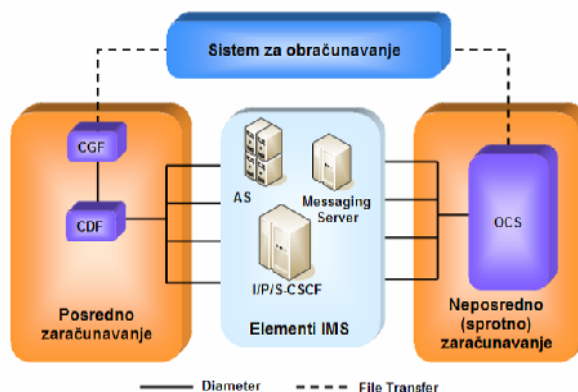 Sistem za obračunavanje
CGF
CDF
Posredno
zaračunavanje
AS
Messaging
Server
I/P/S-CSCF
Elementi IMS
OCS
Neposredno
(sprotno)
zaračunavanje
Diameter
File Transfer